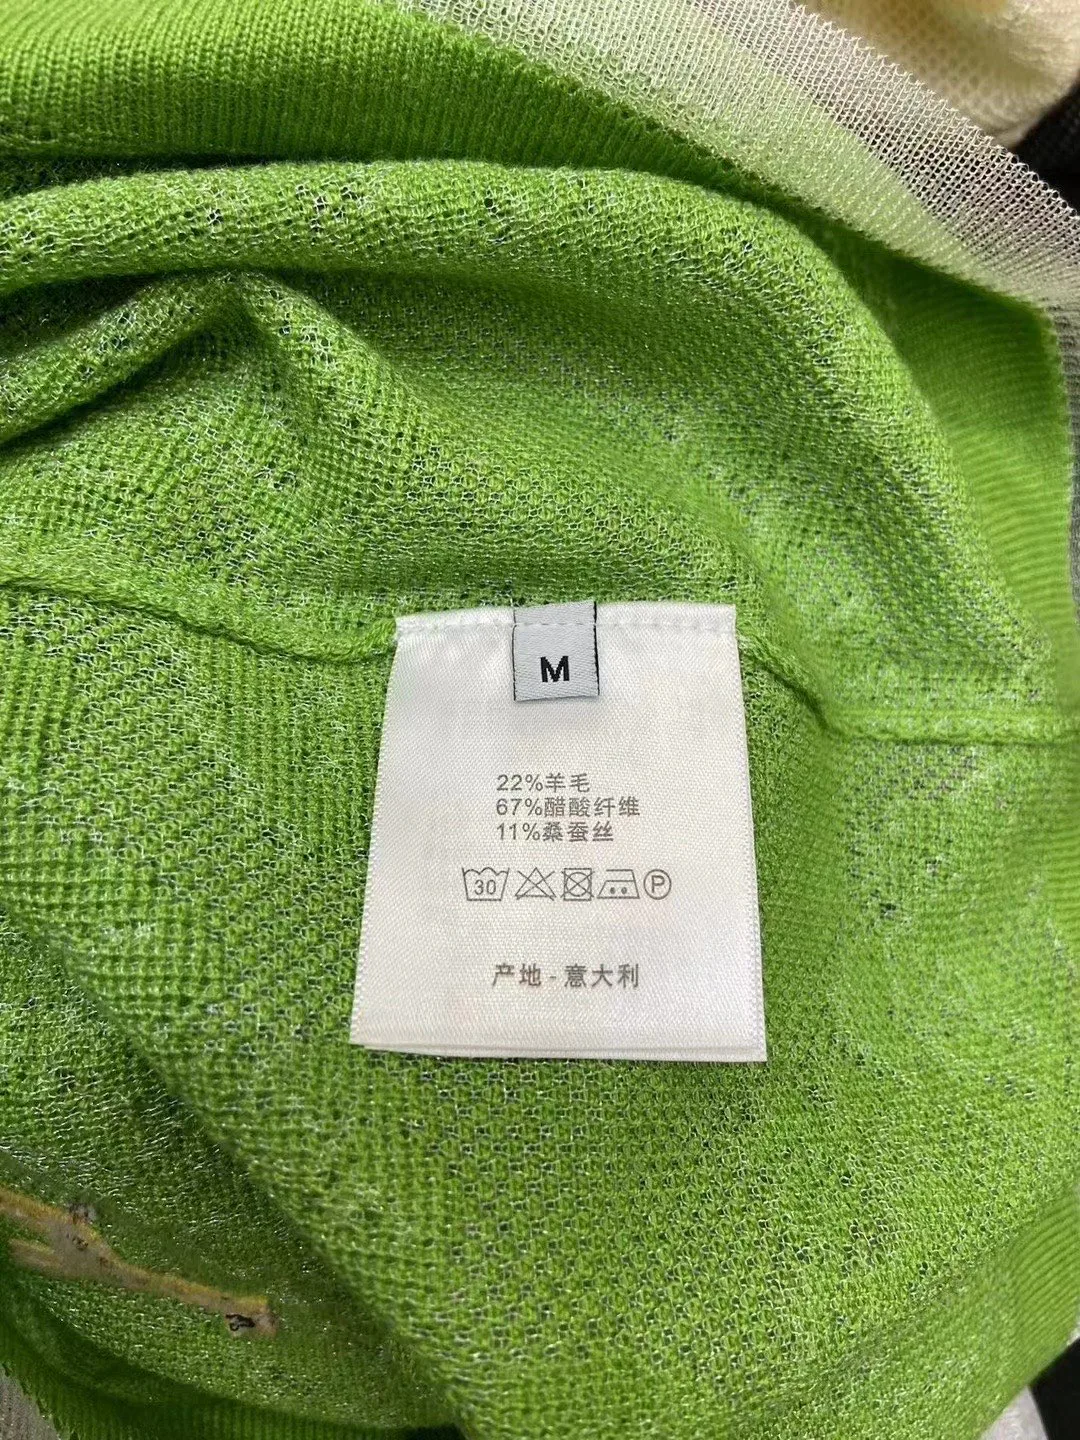 M
22%羊毛
67%醋酸纤维
11%桑蚕丝
30 P
产地 - 意大利